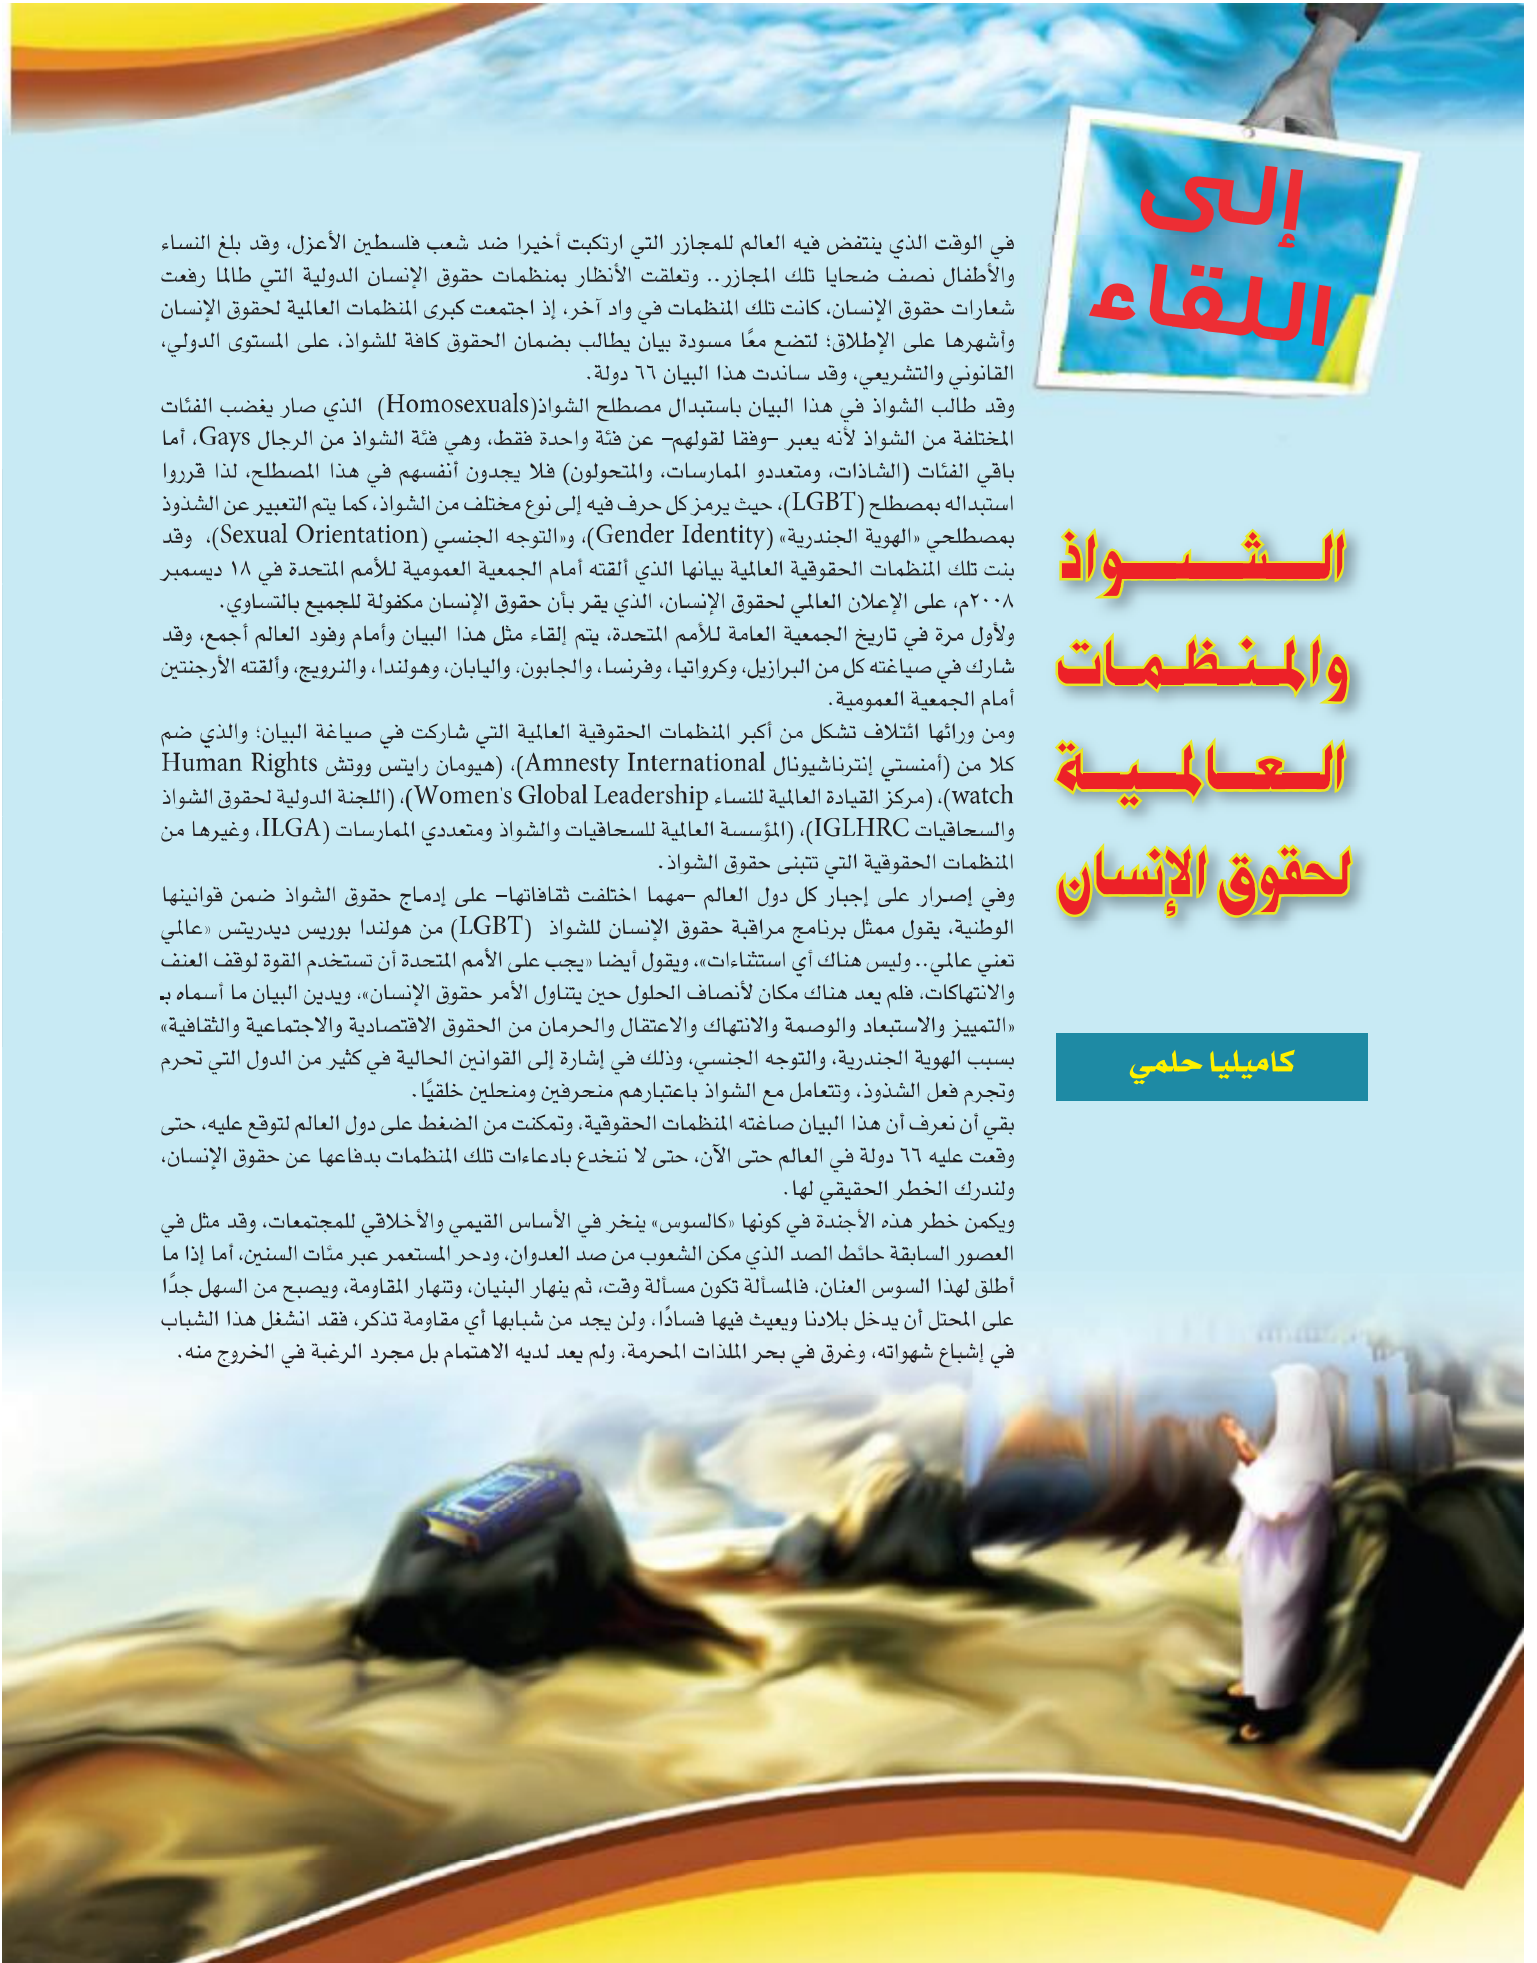 إلى
اللقاء
الشواذ
والمنظمات
العالمية
لحقوق الإنسان
كاميليا حلمي
في الوقت الذي ينتفض فيه العالم للمجازر التي ارتكبت أخيرا ضد شعب فلسطين الأعزل، وقد بلغ النساء
والأطفال نصف ضحايا تلك المجازر.. وتعلقت الأنظار بمنظمات حقوق الإنسان الدولية التي طالما رفعت
شعارات حقوق الإنسان، كانت تلك المنظمات في واد آخر، إذ اجتمعت كبرى المنظمات العالمية لحقوق الإنسان
وأشهرها على الإطلاق؛ لتضع معًا مسودة بيان يطالب بضمان الحقوق كافة للشواذ، على المستوى الدولي،
القانوني والتشريعي، وقد ساندت هذا البيان ٦٦ دولة.
وقد طالب الشواذ في هذا البيان باستبدال مصطلح الشواذ(Homosexuals) الذي صار يغضب الفئات
المختلفة من الشواذ لأنه يعبر –وفقا لقولهم– عن فئة واحدة فقط، وهي فئة الشواذ من الرجال Gays، أما
باقي الفئات (الشاذات، ومتعددو الممارسات، والمتحولون) فلا يجدون أنفسهم في هذا المصطلح، لذا قرروا
استبداله بمصطلح (LGBT)، حيث يرمز كل حرف فيه إلى نوع مختلف من الشواذ، كما يتم التعبير عن الشذوذ
بمصطلحي «الهوية الجندرية» (Gender Identity)، و«التوجه الجنسي (Sexual Orientation)، وقد
بنت تلك المنظمات الحقوقية العالمية بيانها الذي ألقته أمام الجمعية العمومية للأمم المتحدة في ١٨ ديسمبر
٢٠٠٨م، على الإعلان العالمي لحقوق الإنسان، الذي يقر بأن حقوق الإنسان مكفولة للجميع بالتساوي.
ولأول مرة في تاريخ الجمعية العامة للأمم المتحدة، يتم إلقاء مثل هذا البيان وأمام وفود العالم أجمع، وقد
شارك في صياغته كل من البرازيل، وكرواتيا، وفرنسا، والجابون، واليابان، وهولندا، والنرويج، وألقته الأرجنتين
أمام الجمعية العمومية.
ومن ورائها ائتلاف تشكل من أكبر المنظمات الحقوقية العالمية التي شاركت في صياغة البيان؛ والذي ضم
كلا من (أمنستي إنترناشيونال Amnesty International)، (هيومان رايتس ووتش Human Rights
watch)، (مركز القيادة العالمية للنساء Women's Global Leadership)، (اللجنة الدولية لحقوق الشواذ
والسحاقيات IGLHRC)، (المؤسسة العالمية للسحاقيات والشواذ ومتعددي الممارسات (ILGA، وغيرها من
المنظمات الحقوقية التي تتبنى حقوق الشواذ.
وفي إصرار على إجبار كل دول العالم –مهما اختلفت ثقافاتها– على إدماج حقوق الشواذ ضمن قوانينها
الوطنية، يقول ممثل برنامج مراقبة حقوق الإنسان للشواذ (LGBT) من هولندا بوريس ديدريتس «عالمي
تعني عالمي.. وليس هناك أي استثناءات»، ويقول أيضا «يجب على الأمم المتحدة أن تستخدم القوة لوقف العنف
والانتهاكات، فلم يعد هناك مكان لأنصاف الحلول حين يتناول الأمر حقوق الإنسان»، ويدين البيان ما أسماه بـ
«التمييز والاستبعاد والوصمة والانتهاك والاعتقال والحرمان من الحقوق الاقتصادية والاجتماعية والثقافية»
بسبب الهوية الجندرية، والتوجه الجنسي، وذلك في إشارة إلى القوانين الحالية في كثير من الدول التي تحرم
وتجرم فعل الشذوذ، وتتعامل مع الشواذ باعتبارهم منحرفين ومنحلين خلقيًا.
بقي أن نعرف أن هذا البيان صاغته المنظمات الحقوقية، وتمكنت من الضغط على دول العالم لتوقع عليه، حتى
وقعت عليه ٦٦ دولة في العالم حتى الآن، حتى لا ننخدع بادعاءات تلك المنظمات بدفاعها عن حقوق الإنسان،
ولندرك الخطر الحقيقي لها.
ويكمن خطر هذه الأجندة في كونها «كالسوس» ينخر في الأساس القيمي والأخلاقي للمجتمعات، وقد مثل في
العصور السابقة حائط الصد الذي مكن الشعوب من صد العدوان، ودحر المستعمر عبر مئات السنين، أما إذا ما
أطلق لهذا السوس العنان، فالمسألة تكون مسألة وقت، ثم ينهار البنيان، وتنهار المقاومة، ويصبح من السهل جدًا
على المحتل أن يدخل بلادنا ويعيث فيها فسادًا، ولن يجد من شبابها أي مقاومة تذكر، فقد انشغل هذا الشباب
في إشباع شهواته، وغرق في بحر الملذات المحرمة، ولم يعد لديه الاهتمام بل مجرد الرغبة في الخروج منه.